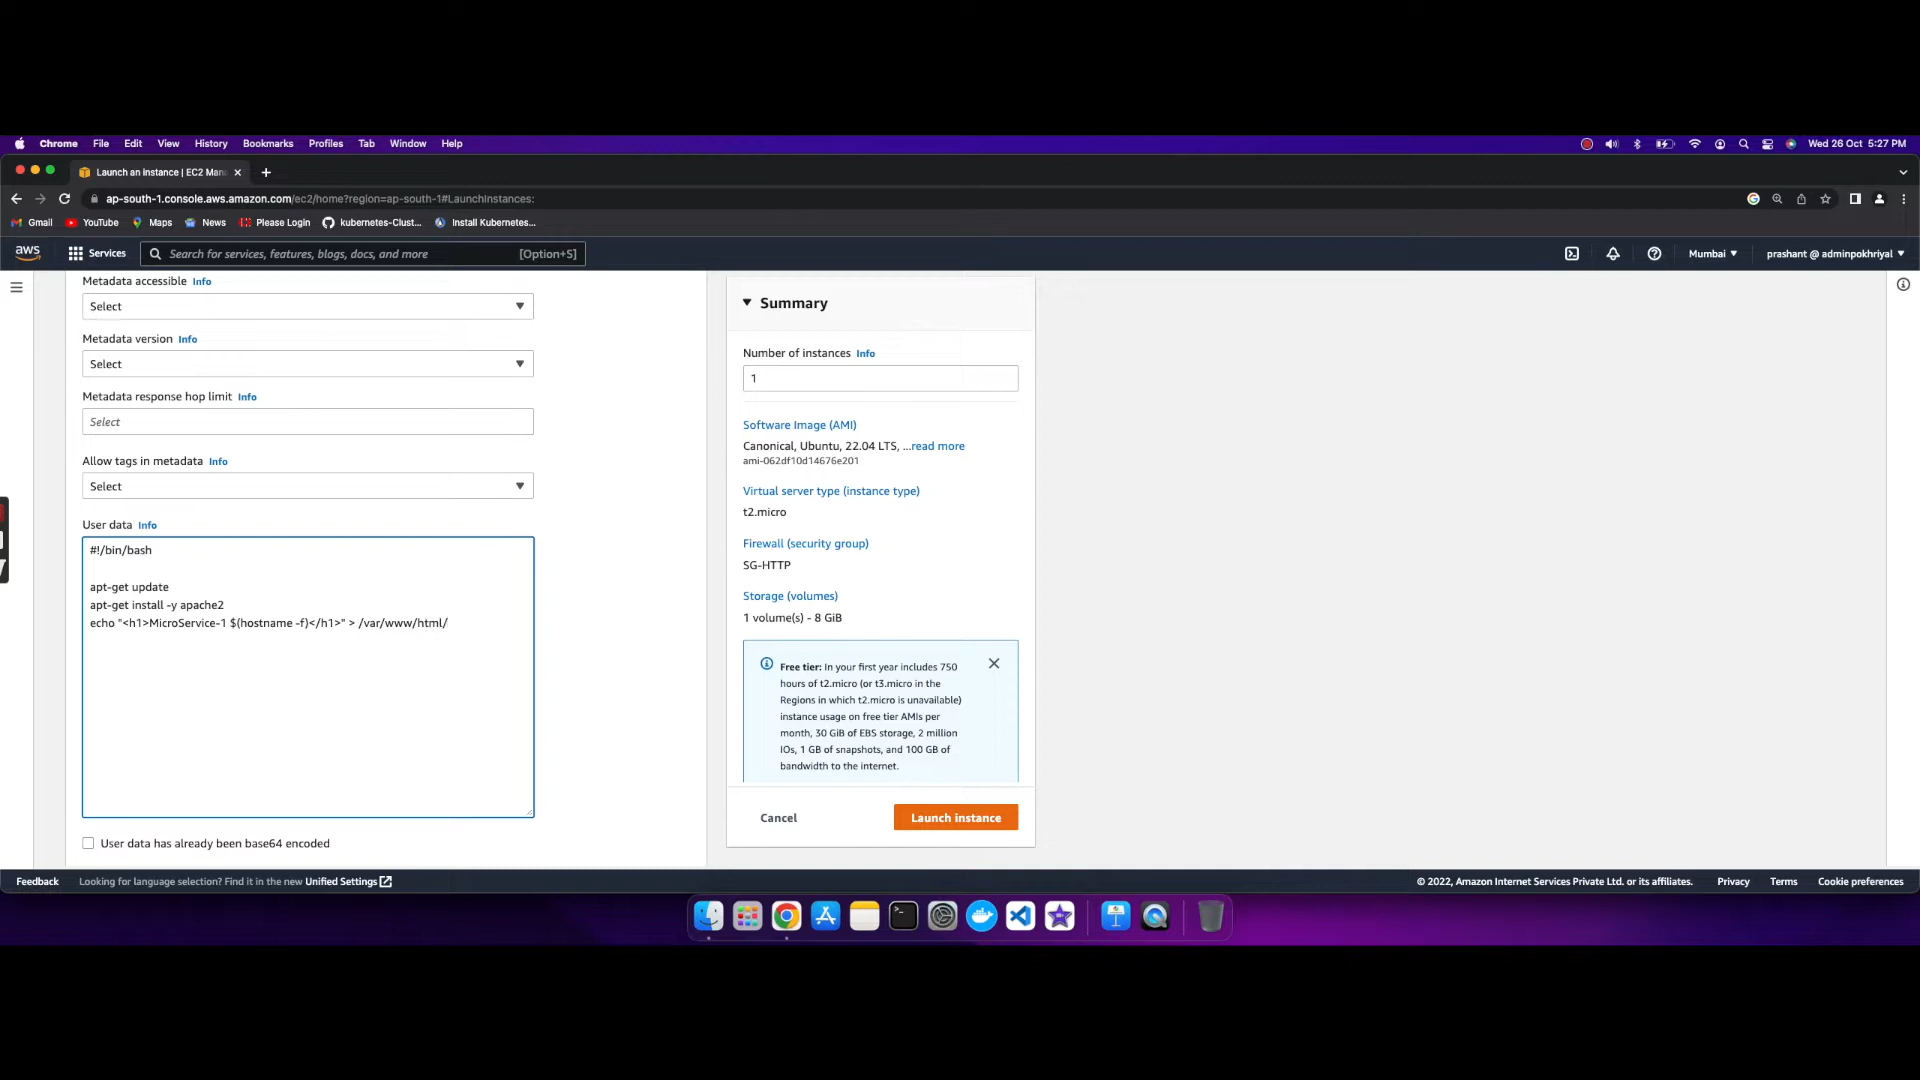 Chrome File Edit View History Bookmarks Profiles Tab Window Help Wed 26 Oct 5:27 PM
Launch an instance | EC2 Man
ap-south-1.console.aws.amazon.com/ec2/home?region=ap-south-1#LaunchInstances:
Gmail YouTube Maps News Please Login kubernetes-Clust... Install Kubernetes...
aws Services Search for services, features, blogs, docs, and more [Option+S] Mumbai prashant @ adminpokhriyal
Metadata accessible Info
Select
Metadata version Info
Select
Metadata response hop limit Info
Select
Allow tags in metadata Info
Select
User data Info
#!/bin/bash
apt-get update
apt-get install -y apache2
echo "<h1>MicroService-1 $(hostname -f)</h1>" > /var/www/html/
User data has already been base64 encoded
Summary
Number of instances Info
1
Software Image (AMI)
Canonical, Ubuntu, 22.04 LTS, ...read more
ami-062df10d14676e201
Virtual server type (instance type)
t2.micro
Firewall (security group)
SG-HTTP
Storage (volumes)
1 volume(s) - 8 GiB
Free tier: In your first year includes 750
hours of t2.micro (or t3.micro in the
Regions in which t2.micro is unavailable)
instance usage on free tier AMIs per
month, 30 GiB of EBS storage, 2 million
IOs, 1 GB of snapshots, and 100 GB of
bandwidth to the internet.
Cancel Launch instance
Feedback Looking for language selection? Find it in the new Unified Settings © 2022, Amazon Internet Services Private Ltd. or its affiliates. Privacy Terms Cookie preferences